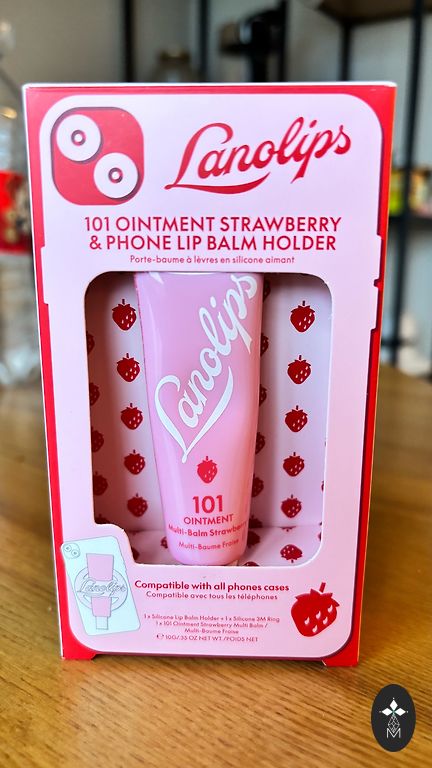 Lanolips
101 OINTMENT STRAWBERRY
& PHONE LIP BALM HOLDER
Porte-baume à lèvres en silicone aimant
Lanolips
101
OINTMENT
Multi-Balm Strawberry
Multi-Baume Fraise
Lanolips
Compatible with all phones cases
Compatible avec tous les téléphones
1 x Silicone Lip Balm Holder + 1 x Silicone 3M Ring
1 x 101 Ointment Strawberry Multi Balm /
Multi-Baume Fraise
℮ 10G/.35 OZ NET WT./POIDS NET
M